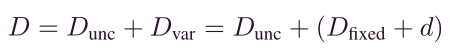 D = D_unc + D_var = D_unc + (D_fixed + d)